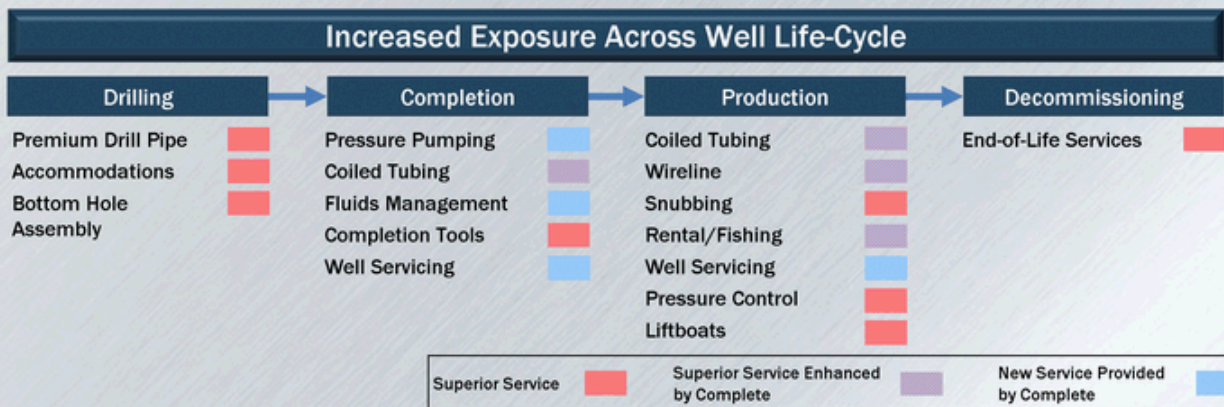 Increased Exposure Across Well Life-Cycle
Drilling
Premium Drill Pipe
Accommodations
Bottom Hole
Assembly
Completion
Pressure Pumping
Coiled Tubing
Fluids Management
Completion Tools
Well Servicing
Production
Coiled Tubing
Wireline
Snubbing
Rental/Fishing
Well Servicing
Pressure Control
Liftboats
Decommissioning
End-of-Life Services
Superior Service
Superior Service Enhanced
by Complete
New Service Provided
by Complete